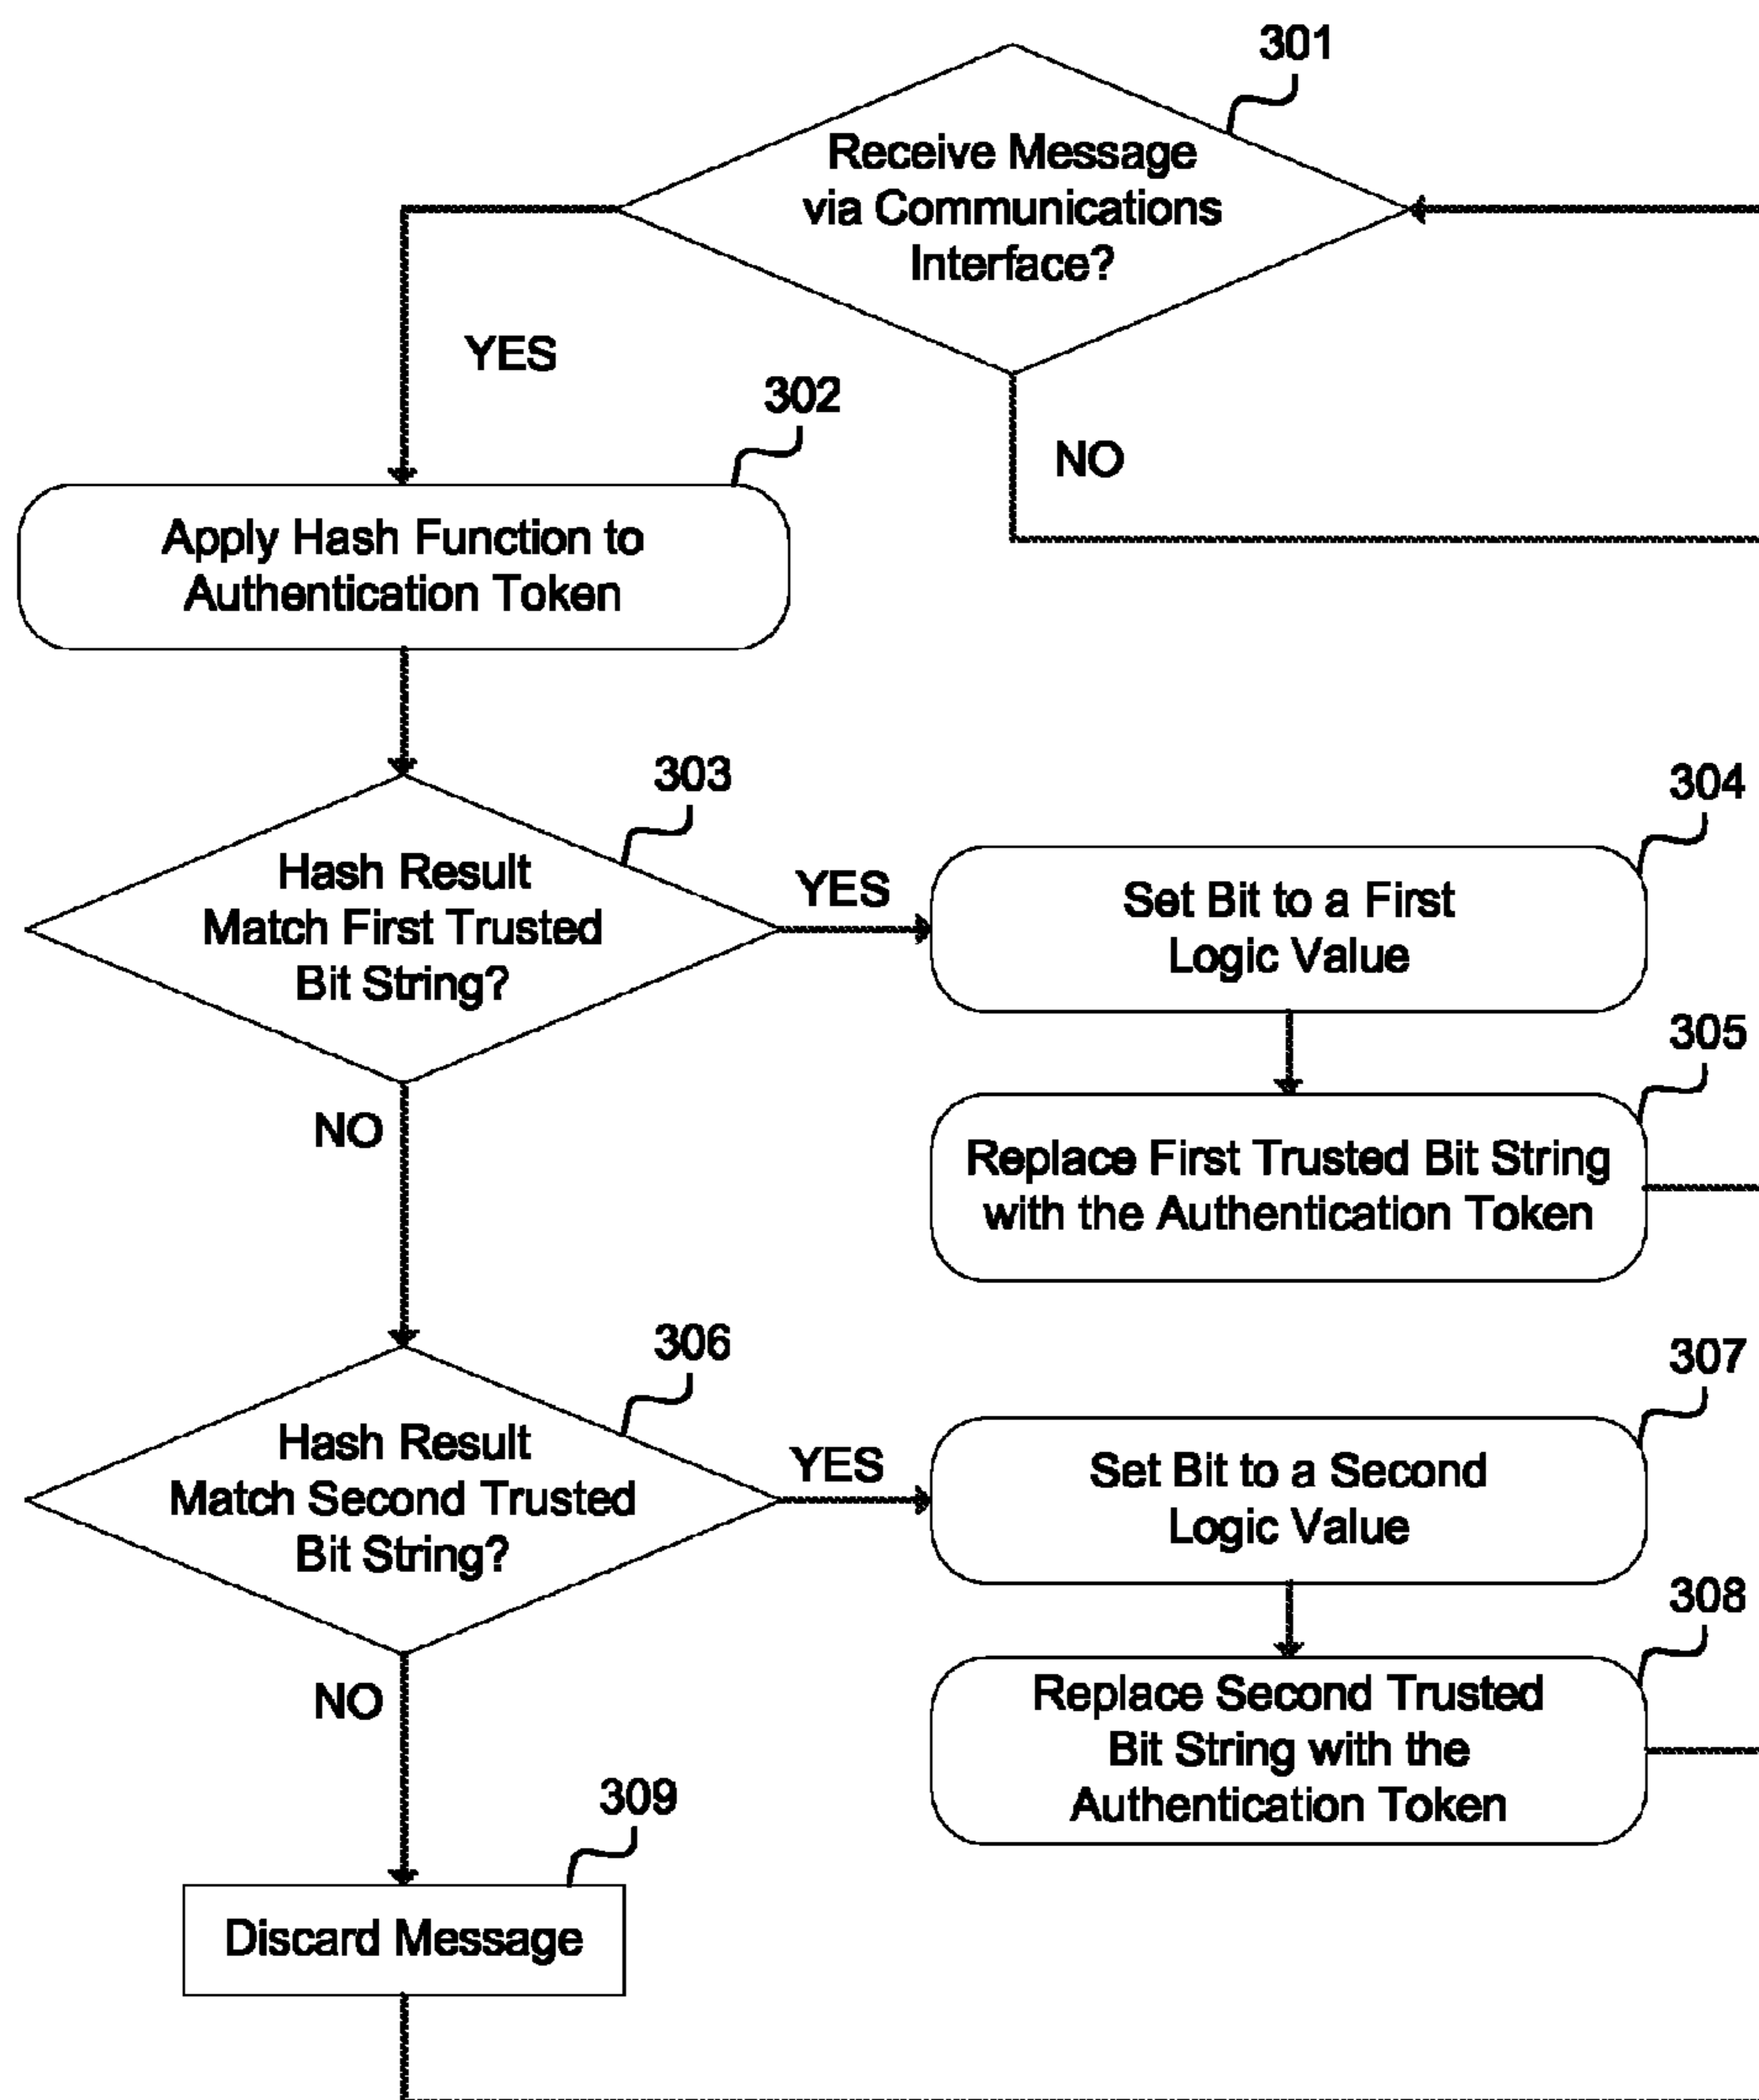 301
Receive Message
via Communications
Interface?
YES
NO
302
Apply Hash Function to
Authentication Token
303
Hash Result
Match First Trusted
Bit String?
YES
NO
304
Set Bit to a First
Logic Value
305
Replace First Trusted Bit String
with the Authentication Token
306
Hash Result
Match Second Trusted
Bit String?
YES
NO
307
Set Bit to a Second
Logic Value
308
Replace Second Trusted
Bit String with the
Authentication Token
309
Discard Message